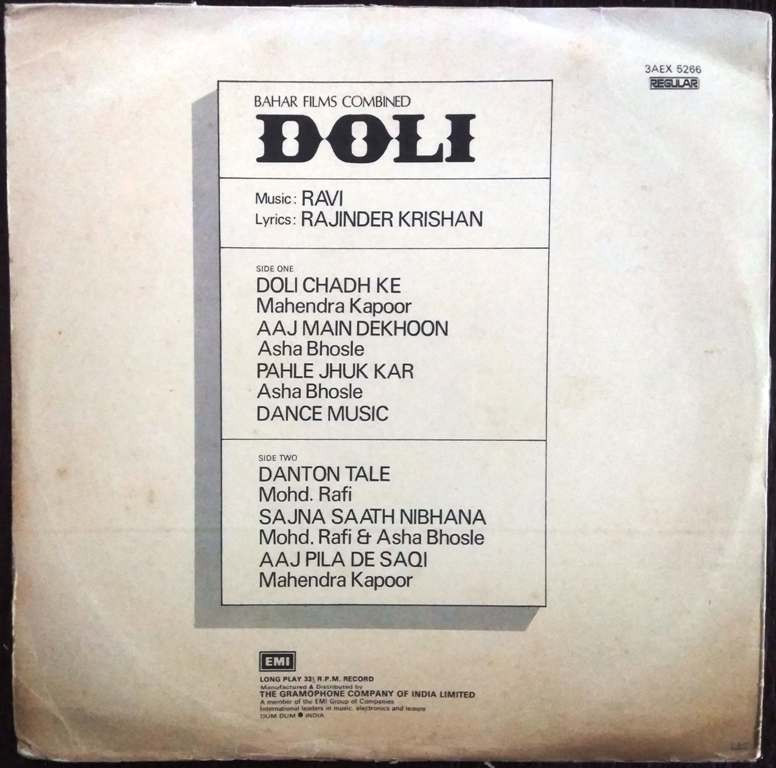 3AEX 5266
REGULAR
BAHAR FILMS COMBINED
DOLI
Music: RAVI
Lyrics: RAJINDER KRISHAN
SIDE ONE
DOLI CHADH KE
Mahendra Kapoor
AAJ MAIN DEKHOON
Asha Bhosle
PAHLE JHUK KAR
Asha Bhosle
DANCE MUSIC
SIDE TWO
DANTON TALE
Mohd. Rafi
SAJNA SAATH NIBHANA
Mohd. Rafi & Asha Bhosle
AAJ PILA DE SAQI
Mahendra Kapoor
EMI
LONG PLAY 33⅓ R.P.M. RECORD
Manufactured & Distributed by
THE GRAMOPHONE COMPANY OF INDIA LIMITED
A member of the EMI Group of Companies
International leaders in music, electronics and leisure
DUM DUM ● INDIA